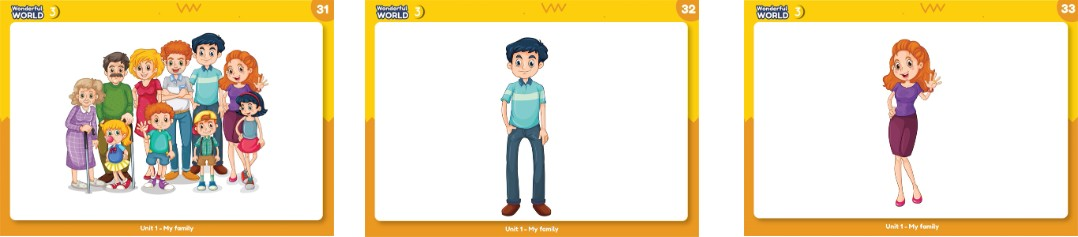 Wonderful
WORLD 3
31
Unit 1 - My family
Wonderful
WORLD 3
32
Unit 1 - My family
Wonderful
WORLD 3
33
Unit 1 - My family